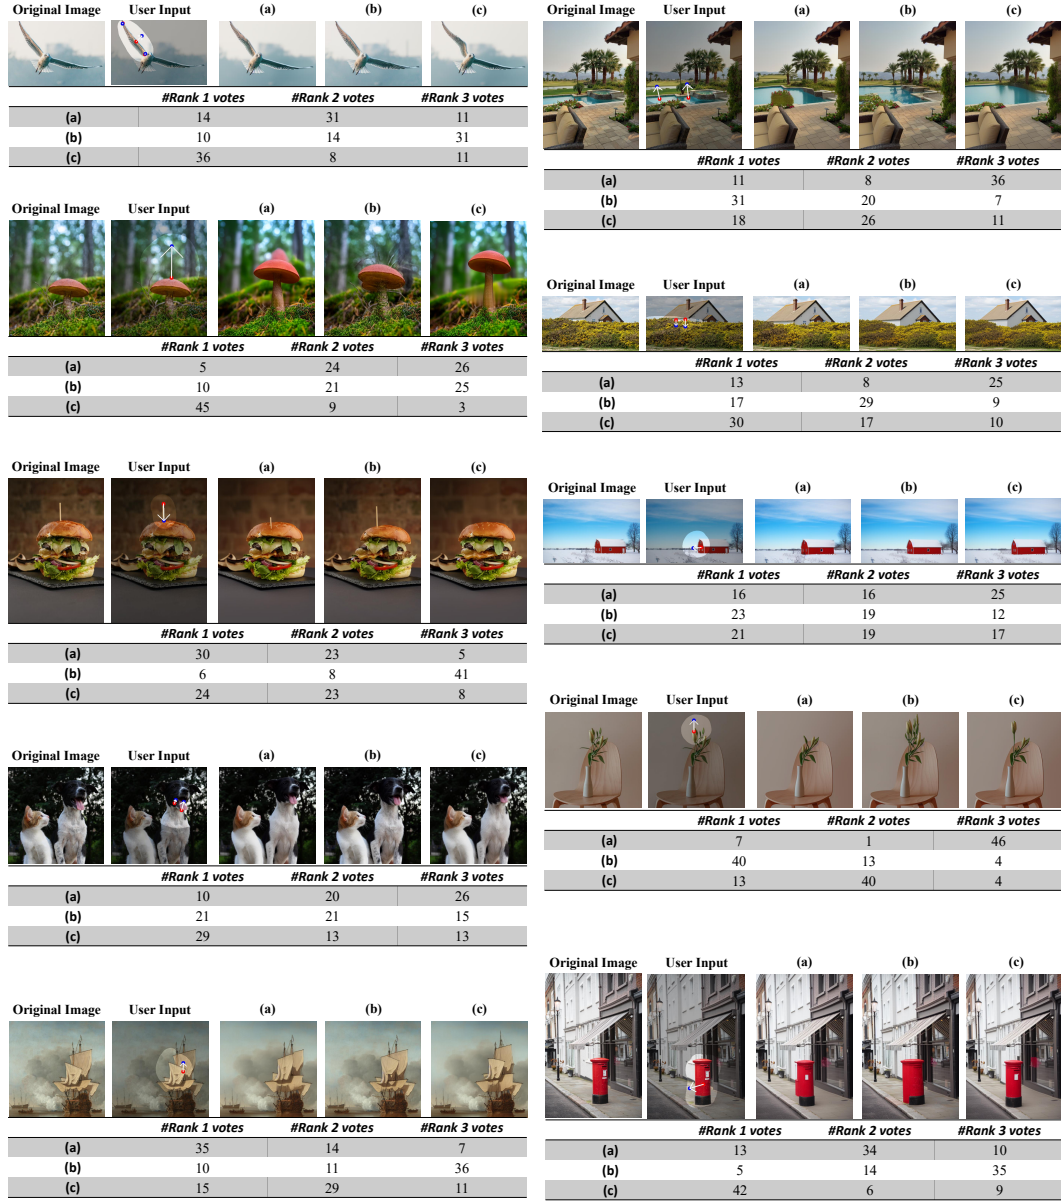 Original Image User Input (a) (b) (c)
#Rank 1 votes #Rank 2 votes #Rank 3 votes
(a) 14 31 11
(b) 10 14 31
(c) 36 8 11
Original Image User Input (a) (b) (c)
#Rank 1 votes #Rank 2 votes #Rank 3 votes
(a) 5 24 26
(b) 10 21 25
(c) 45 9 3
Original Image User Input (a) (b) (c)
#Rank 1 votes #Rank 2 votes #Rank 3 votes
(a) 30 23 5
(b) 6 8 41
(c) 24 23 8
Original Image User Input (a) (b) (c)
#Rank 1 votes #Rank 2 votes #Rank 3 votes
(a) 10 20 26
(b) 21 21 15
(c) 29 13 13
Original Image User Input (a) (b) (c)
#Rank 1 votes #Rank 2 votes #Rank 3 votes
(a) 35 14 7
(b) 10 11 36
(c) 15 29 11
Original Image User Input (a) (b) (c)
#Rank 1 votes #Rank 2 votes #Rank 3 votes
(a) 11 8 36
(b) 31 20 7
(c) 18 26 11
Original Image User Input (a) (b) (c)
#Rank 1 votes #Rank 2 votes #Rank 3 votes
(a) 13 8 25
(b) 17 29 9
(c) 30 17 10
Original Image User Input (a) (b) (c)
#Rank 1 votes #Rank 2 votes #Rank 3 votes
(a) 16 16 25
(b) 23 19 12
(c) 21 19 17
Original Image User Input (a) (b) (c)
#Rank 1 votes #Rank 2 votes #Rank 3 votes
(a) 7 1 46
(b) 40 13 4
(c) 13 40 4
Original Image User Input (a) (b) (c)
#Rank 1 votes #Rank 2 votes #Rank 3 votes
(a) 13 34 10
(b) 5 14 35
(c) 42 6 9